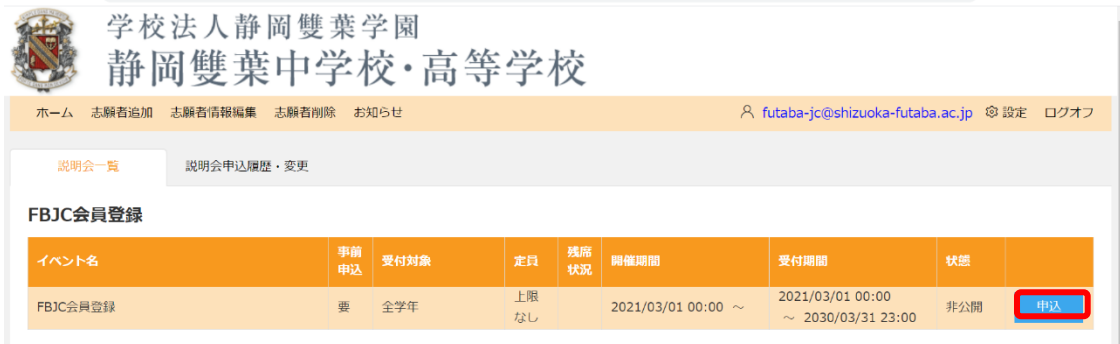 学校法人静岡雙葉学園
静岡雙葉中学校・高等学校
ホーム 志願者追加 志願者情報編集 志願者削除 お知らせ futaba-jc@shizuoka-futaba.ac.jp 設定 ログオフ
説明会一覧 説明会申込履歴・変更
FBJC会員登録
イベント名 事前申込 受付対象 定員 残席状況 開催期間 受付期間 状態
FBJC会員登録 要 全学年 上限なし 2021/03/01 00:00 ～ 2021/03/01 00:00 ～ 2030/03/31 23:00 非公開 申込